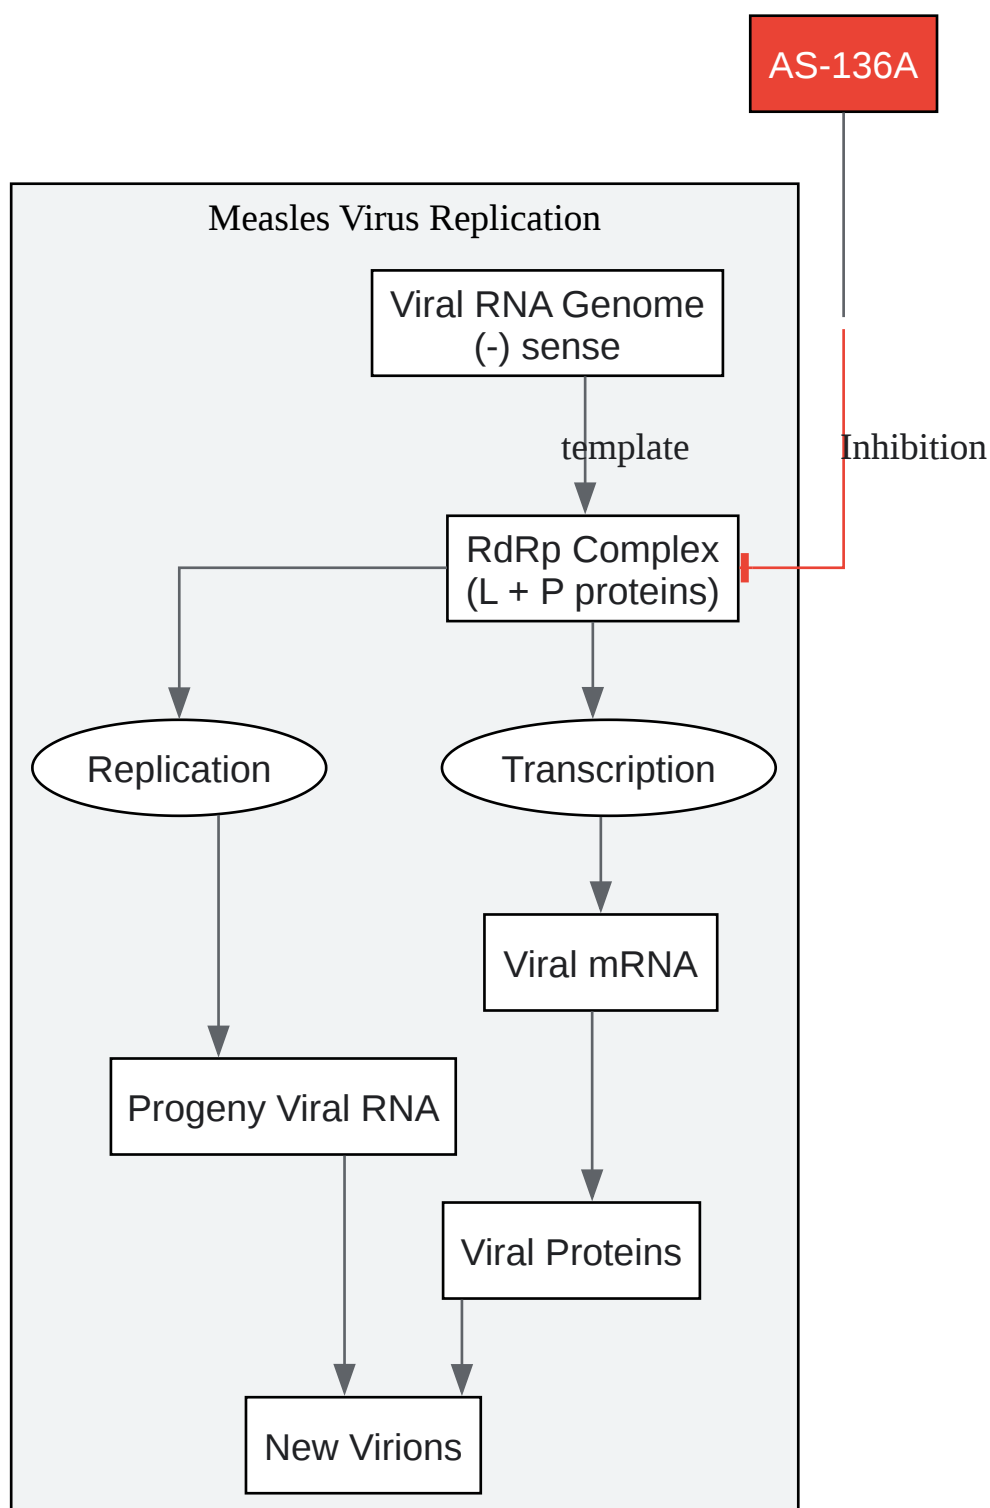 AS-136A
Measles Virus Replication
Viral RNA Genome
(-) sense
template
Inhibition
RdRp Complex
(L + P proteins)
Replication
Transcription
Viral mRNA
Progeny Viral RNA
Viral Proteins
New Virions